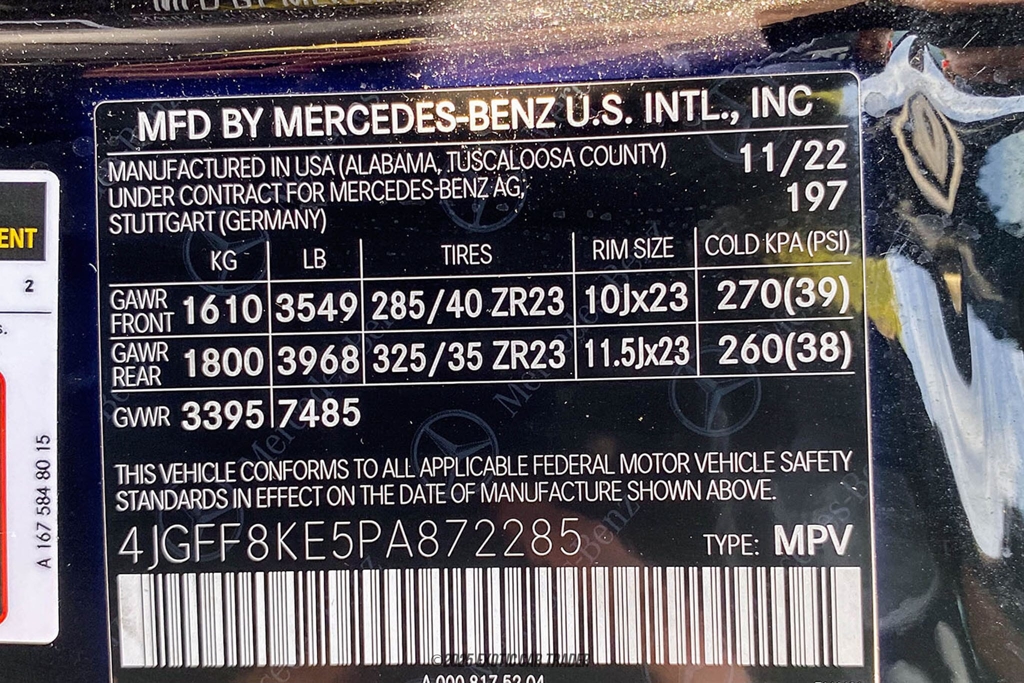 MFD BY MERCEDES-BENZ U.S. INTL., INC
MANUFACTURED IN USA (ALABAMA, TUSCALOOSA COUNTY) 11/22
UNDER CONTRACT FOR MERCEDES-BENZ AG, 197
STUTTGART (GERMANY)
KG LB TIRES RIM SIZE COLD KPA (PSI)
GAWR FRONT 1610 3549 285/40 ZR23 10Jx23 270(39)
GAWR REAR 1800 3968 325/35 ZR23 11.5Jx23 260(38)
GVWR 3395 7485
THIS VEHICLE CONFORMS TO ALL APPLICABLE FEDERAL MOTOR VEHICLE SAFETY
STANDARDS IN EFFECT ON THE DATE OF MANUFACTURE SHOWN ABOVE.
4JGFF8KE5PA872285 TYPE: MPV
A 000 817 52 04
ENT
2
s.
A 167 584 80 15